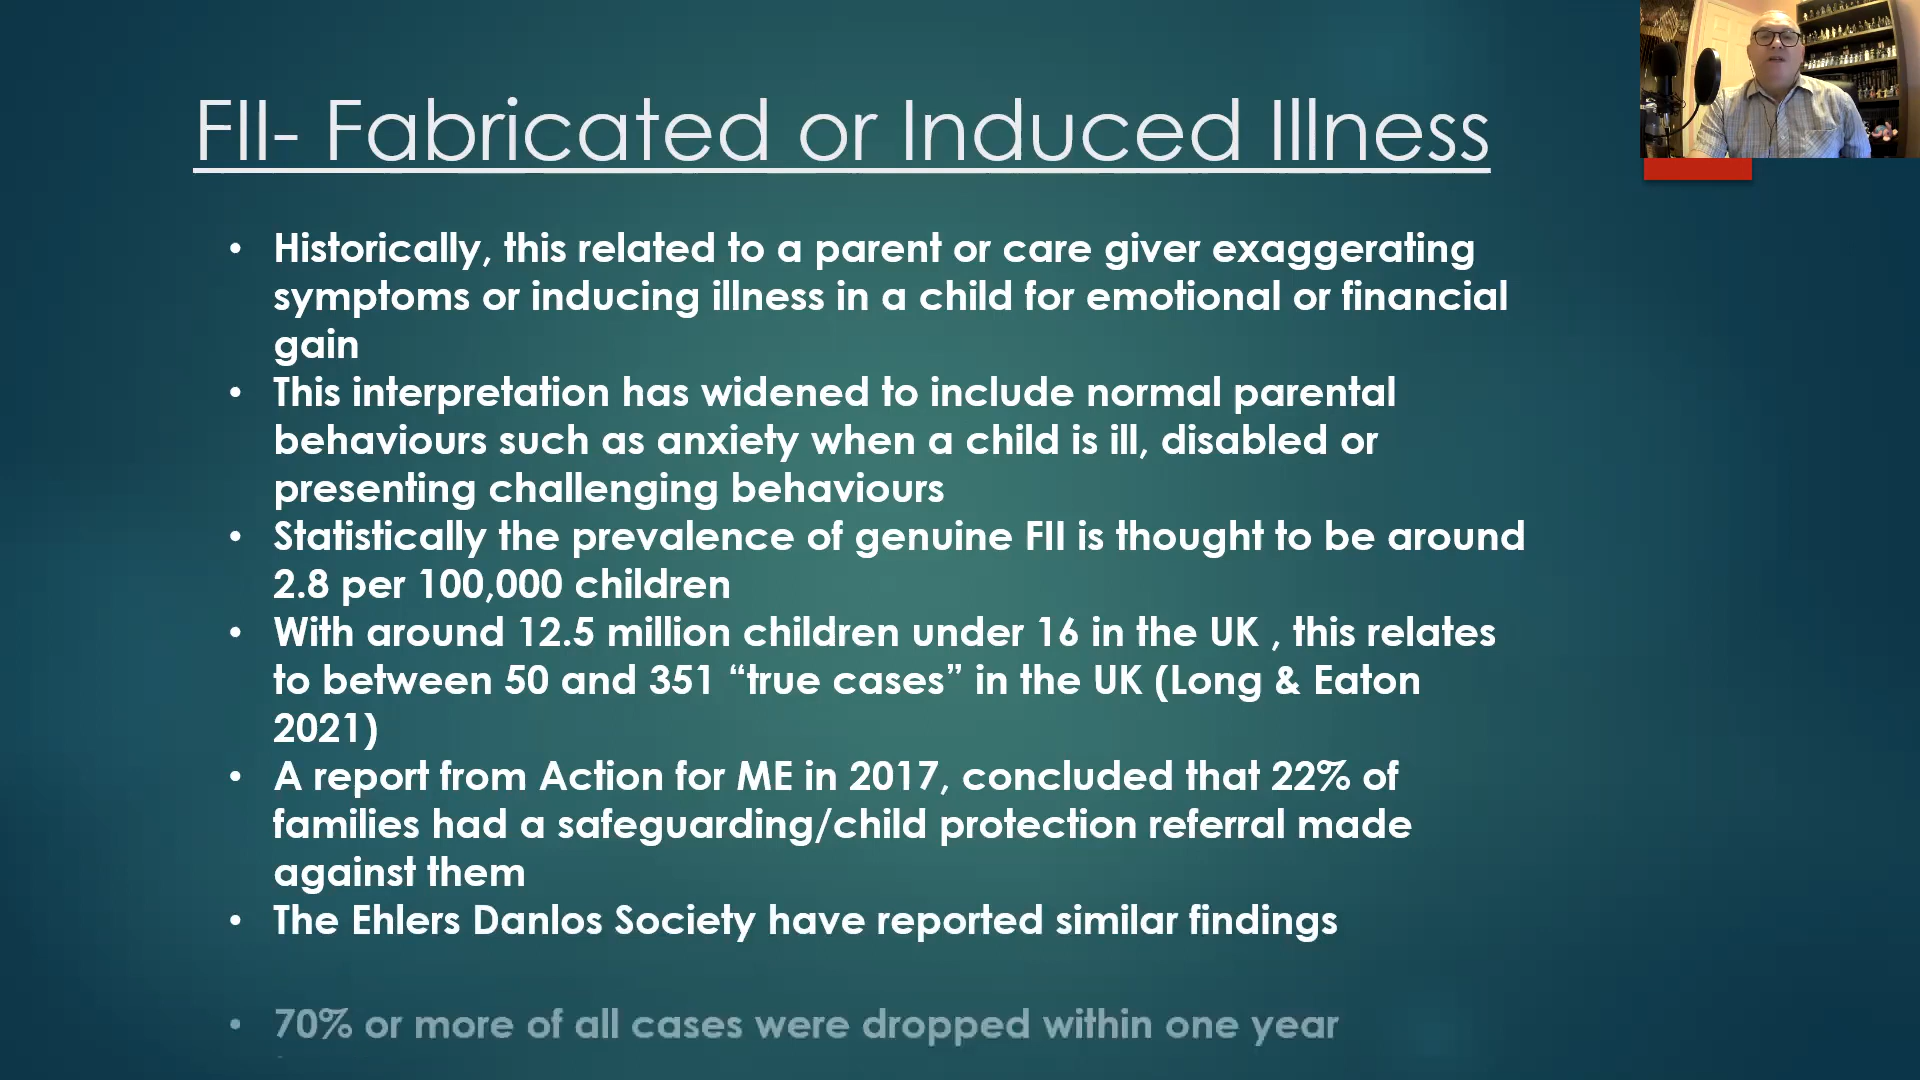 FII- Fabricated or Induced Illness
• Historically, this related to a parent or care giver exaggerating
symptoms or inducing illness in a child for emotional or financial
gain
• This interpretation has widened to include normal parental
behaviours such as anxiety when a child is ill, disabled or
presenting challenging behaviours
• Statistically the prevalence of genuine FII is thought to be around
2.8 per 100,000 children
• With around 12.5 million children under 16 in the UK , this relates
to between 50 and 351 “true cases” in the UK (Long & Eaton
2021)
• A report from Action for ME in 2017, concluded that 22% of
families had a safeguarding/child protection referral made
against them
• The Ehlers Danlos Society have reported similar findings
• 70% or more of all cases were dropped within one year